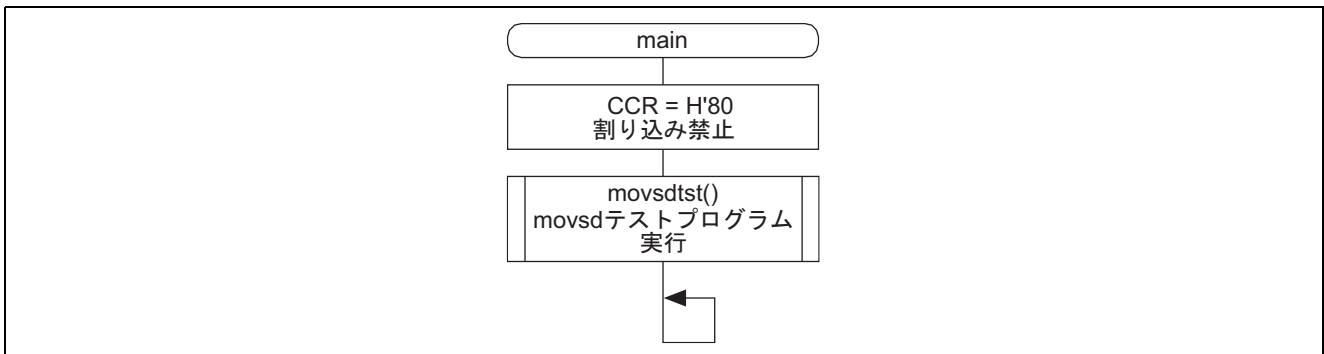 main
CCR = H'80
割り込み禁止
movsdtst()
movsdテストプログラム
実行